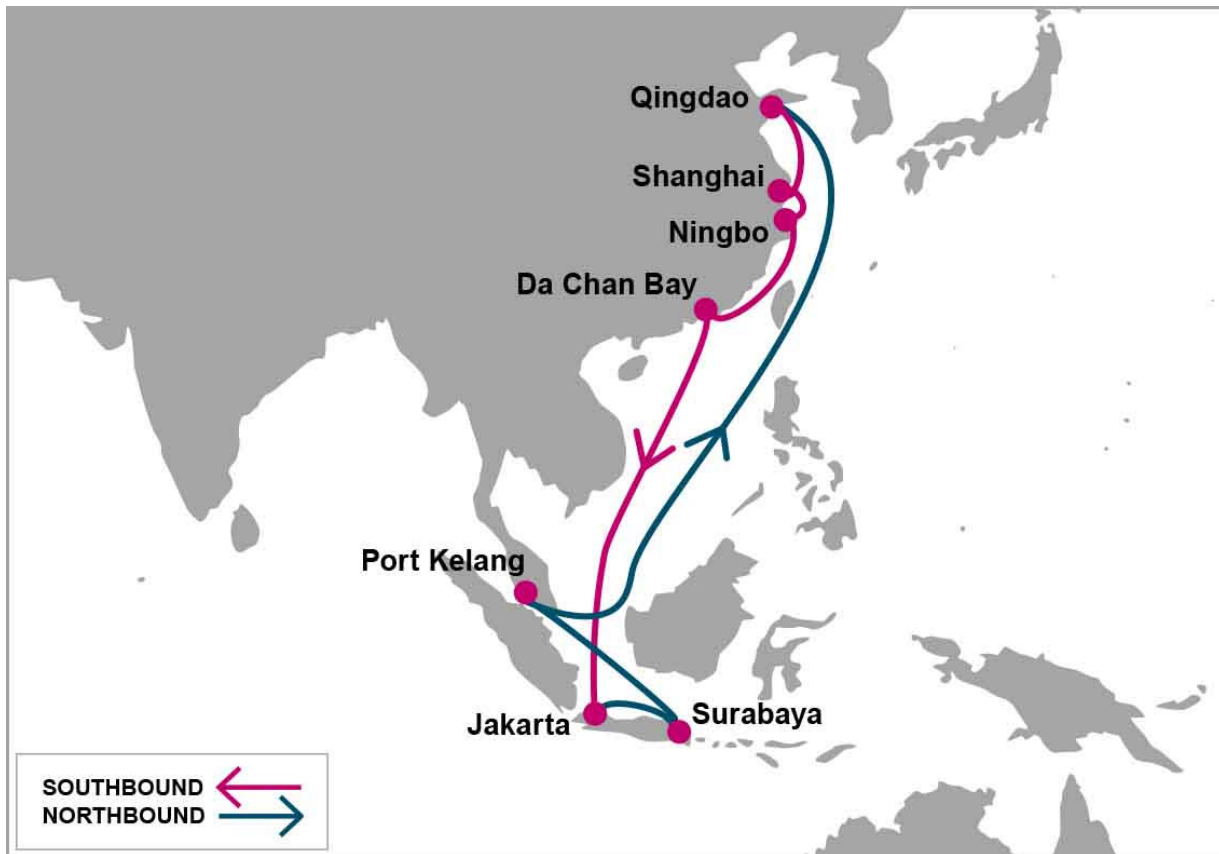 Qingdao
Shanghai
Ningbo
Da Chan Bay
Port Kelang
Jakarta
Surabaya
SOUTHBOUND
NORTHBOUND